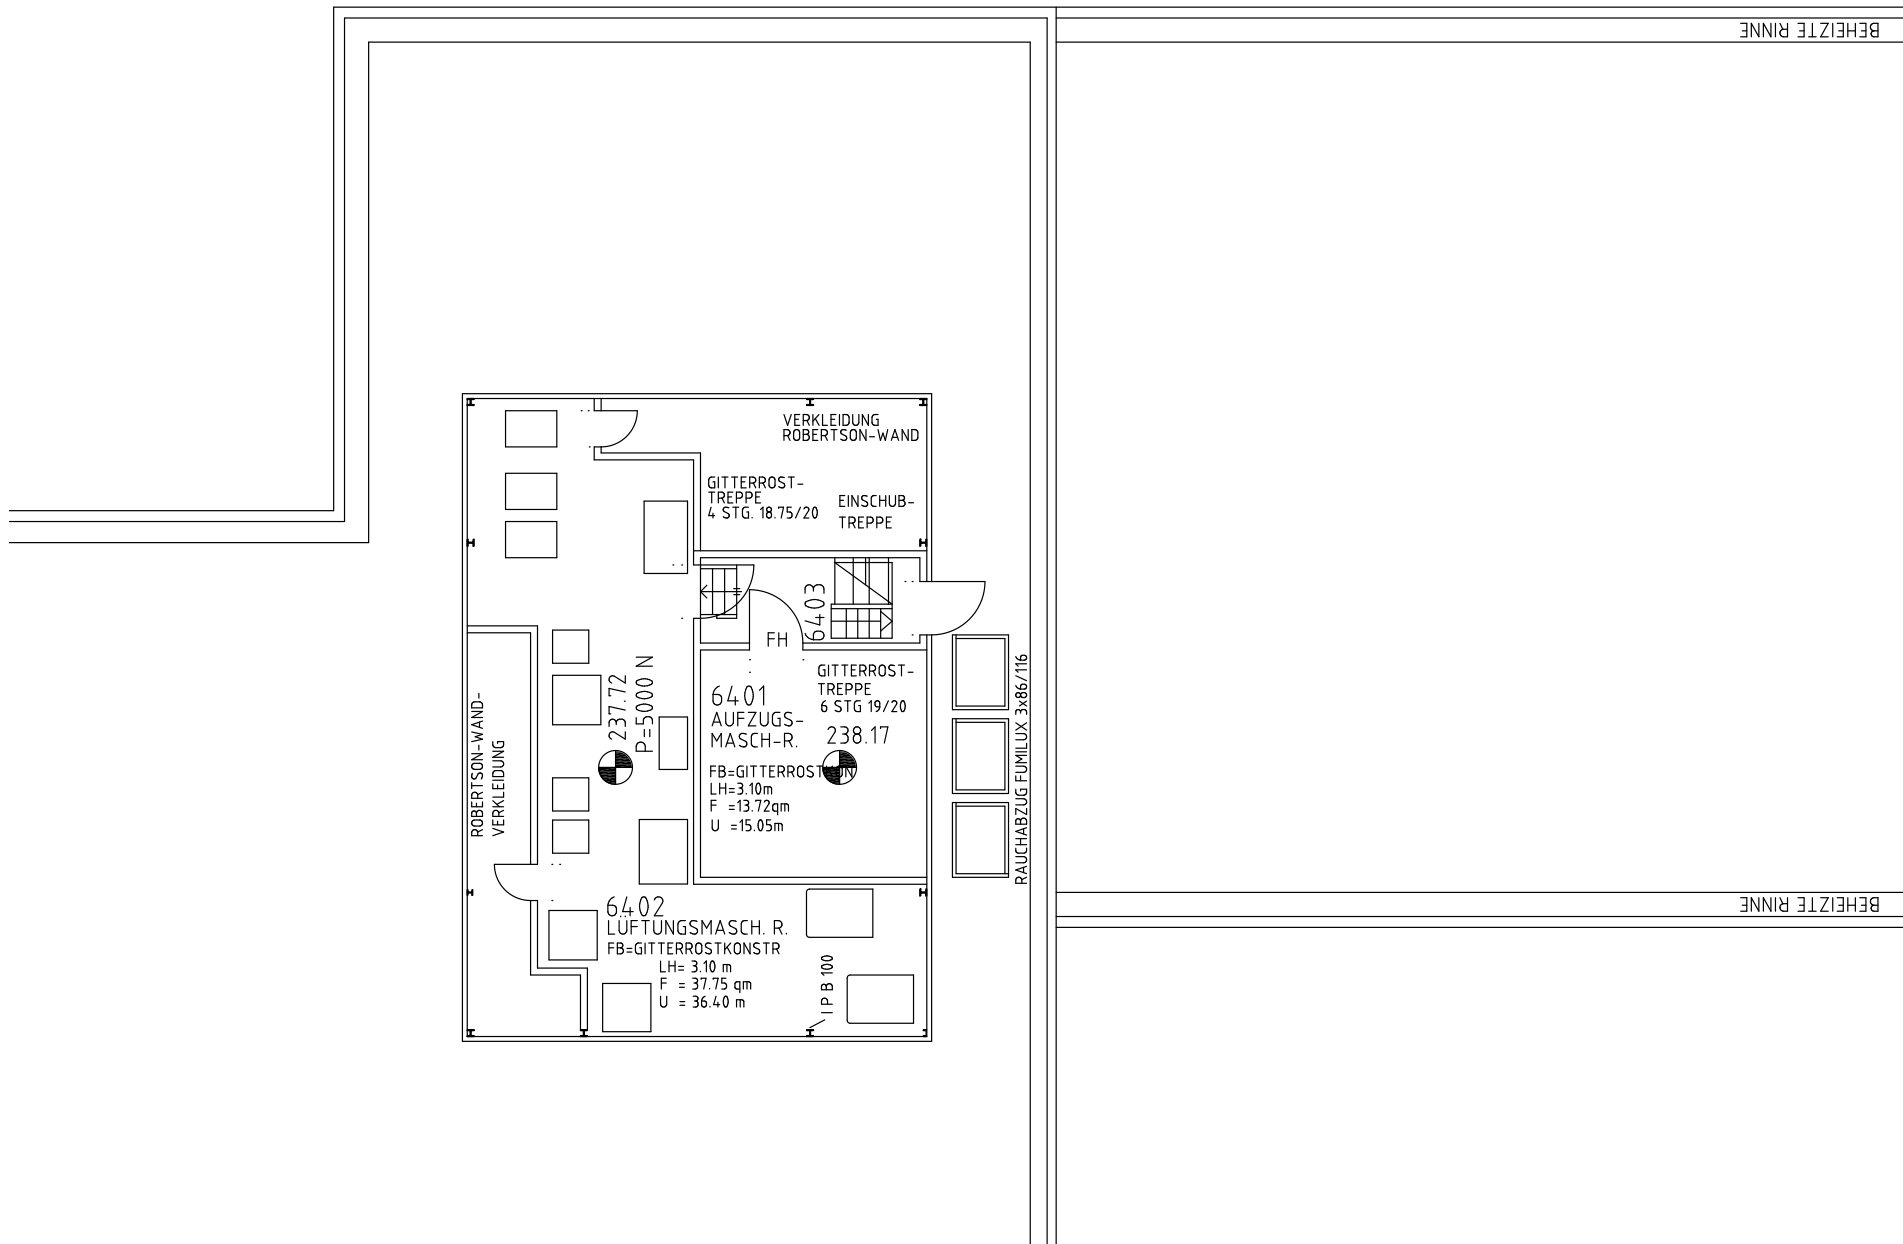 BEHEIZTE RINNE
VERKLEIDUNG
ROBERTSON-WAND
GITTERROST-
TREPPE
4 STG. 18.75/20
EINSCHUB-
TREPPE
6403
FH
GITTERROST-
TREPPE
6 STG 19/20
6401
AUFZUGS-
MASCH-R.
238.17
FB=GITTERROSTKON
LH=3.10m
F =13.72qm
U =15.05m
237.72
P=5000 N
ROBERTSON-WAND-
VERKLEIDUNG
RAUCHABZUG FUMILUX 3x86/116
6402
LÜFTUNGSMASCH. R.
FB=GITTERROSTKONSTR
LH= 3.10 m
F = 37.75 qm
U = 36.40 m
I P B 100
BEHEIZTE RINNE